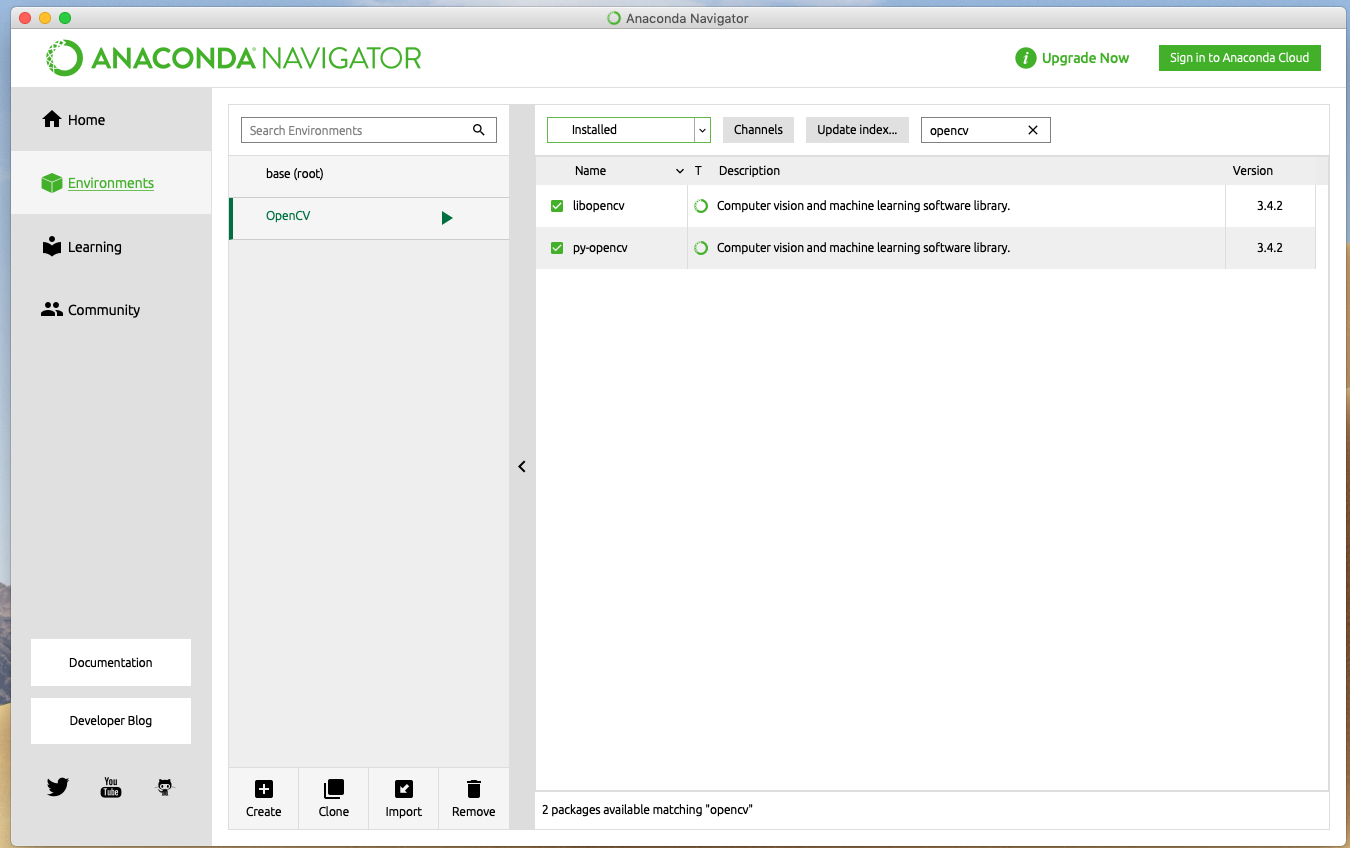 Anaconda Navigator
ANACONDA NAVIGATOR
i Upgrade Now
Sign in to Anaconda Cloud
Home
Environments
Learning
Community
Documentation
Developer Blog
You Tube
Search Environments
base (root)
OpenCV
Create Clone Import Remove
Installed Channels Update index... opencv
Name T Description Version
libopencv Computer vision and machine learning software library. 3.4.2
py-opencv Computer vision and machine learning software library. 3.4.2
2 packages available matching "opencv"